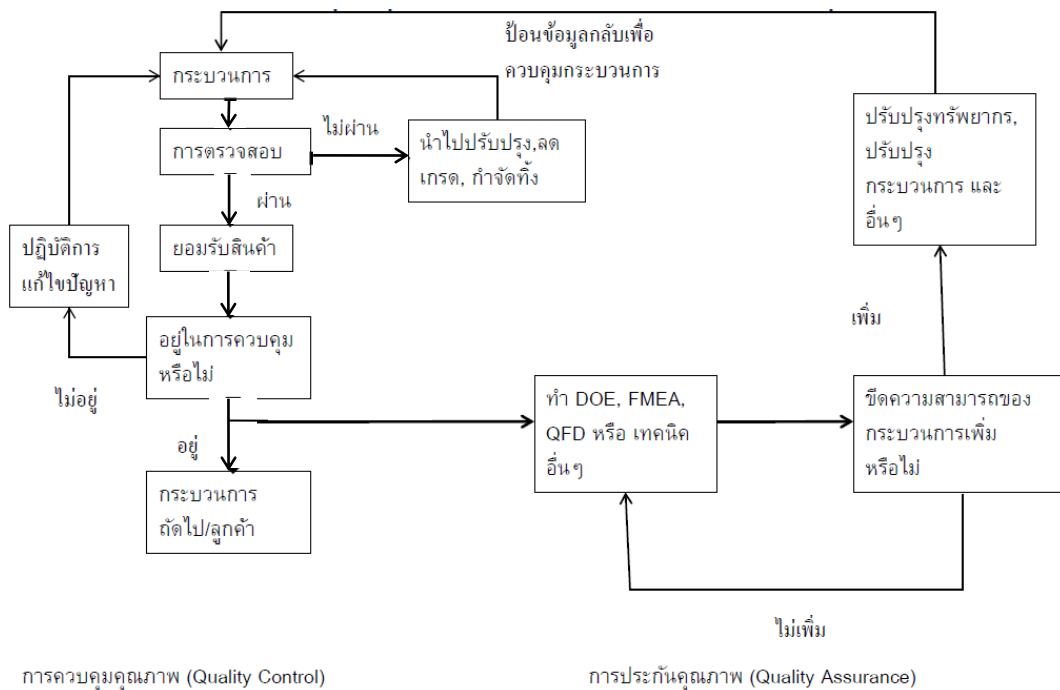 ป้อนข้อมูลกลับเพื่อ
ควบคุมกระบวนการ
กระบวนการ
การตรวจสอบ
ไม่ผ่าน
นำไปปรับปรุง,ลด
เกรด, กำจัดทิ้ง
ปรับปรุงทรัพยากร,
ปรับปรุง
กระบวนการ และ
อื่นๆ
ผ่าน
ยอมรับสินค้า
ปฏิบัติการ
แก้ไขปัญหา
อยู่ในการควบคุม
หรือไม่
ไม่อยู่
อยู่
กระบวนการ
ถัดไป/ลูกค้า
ทำ DOE, FMEA,
QFD หรือ เทคนิค
อื่นๆ
เพิ่ม
ขีดความสามารถของ
กระบวนการเพิ่ม
หรือไม่
ไม่เพิ่ม
การควบคุมคุณภาพ (Quality Control)
การประกันคุณภาพ (Quality Assurance)